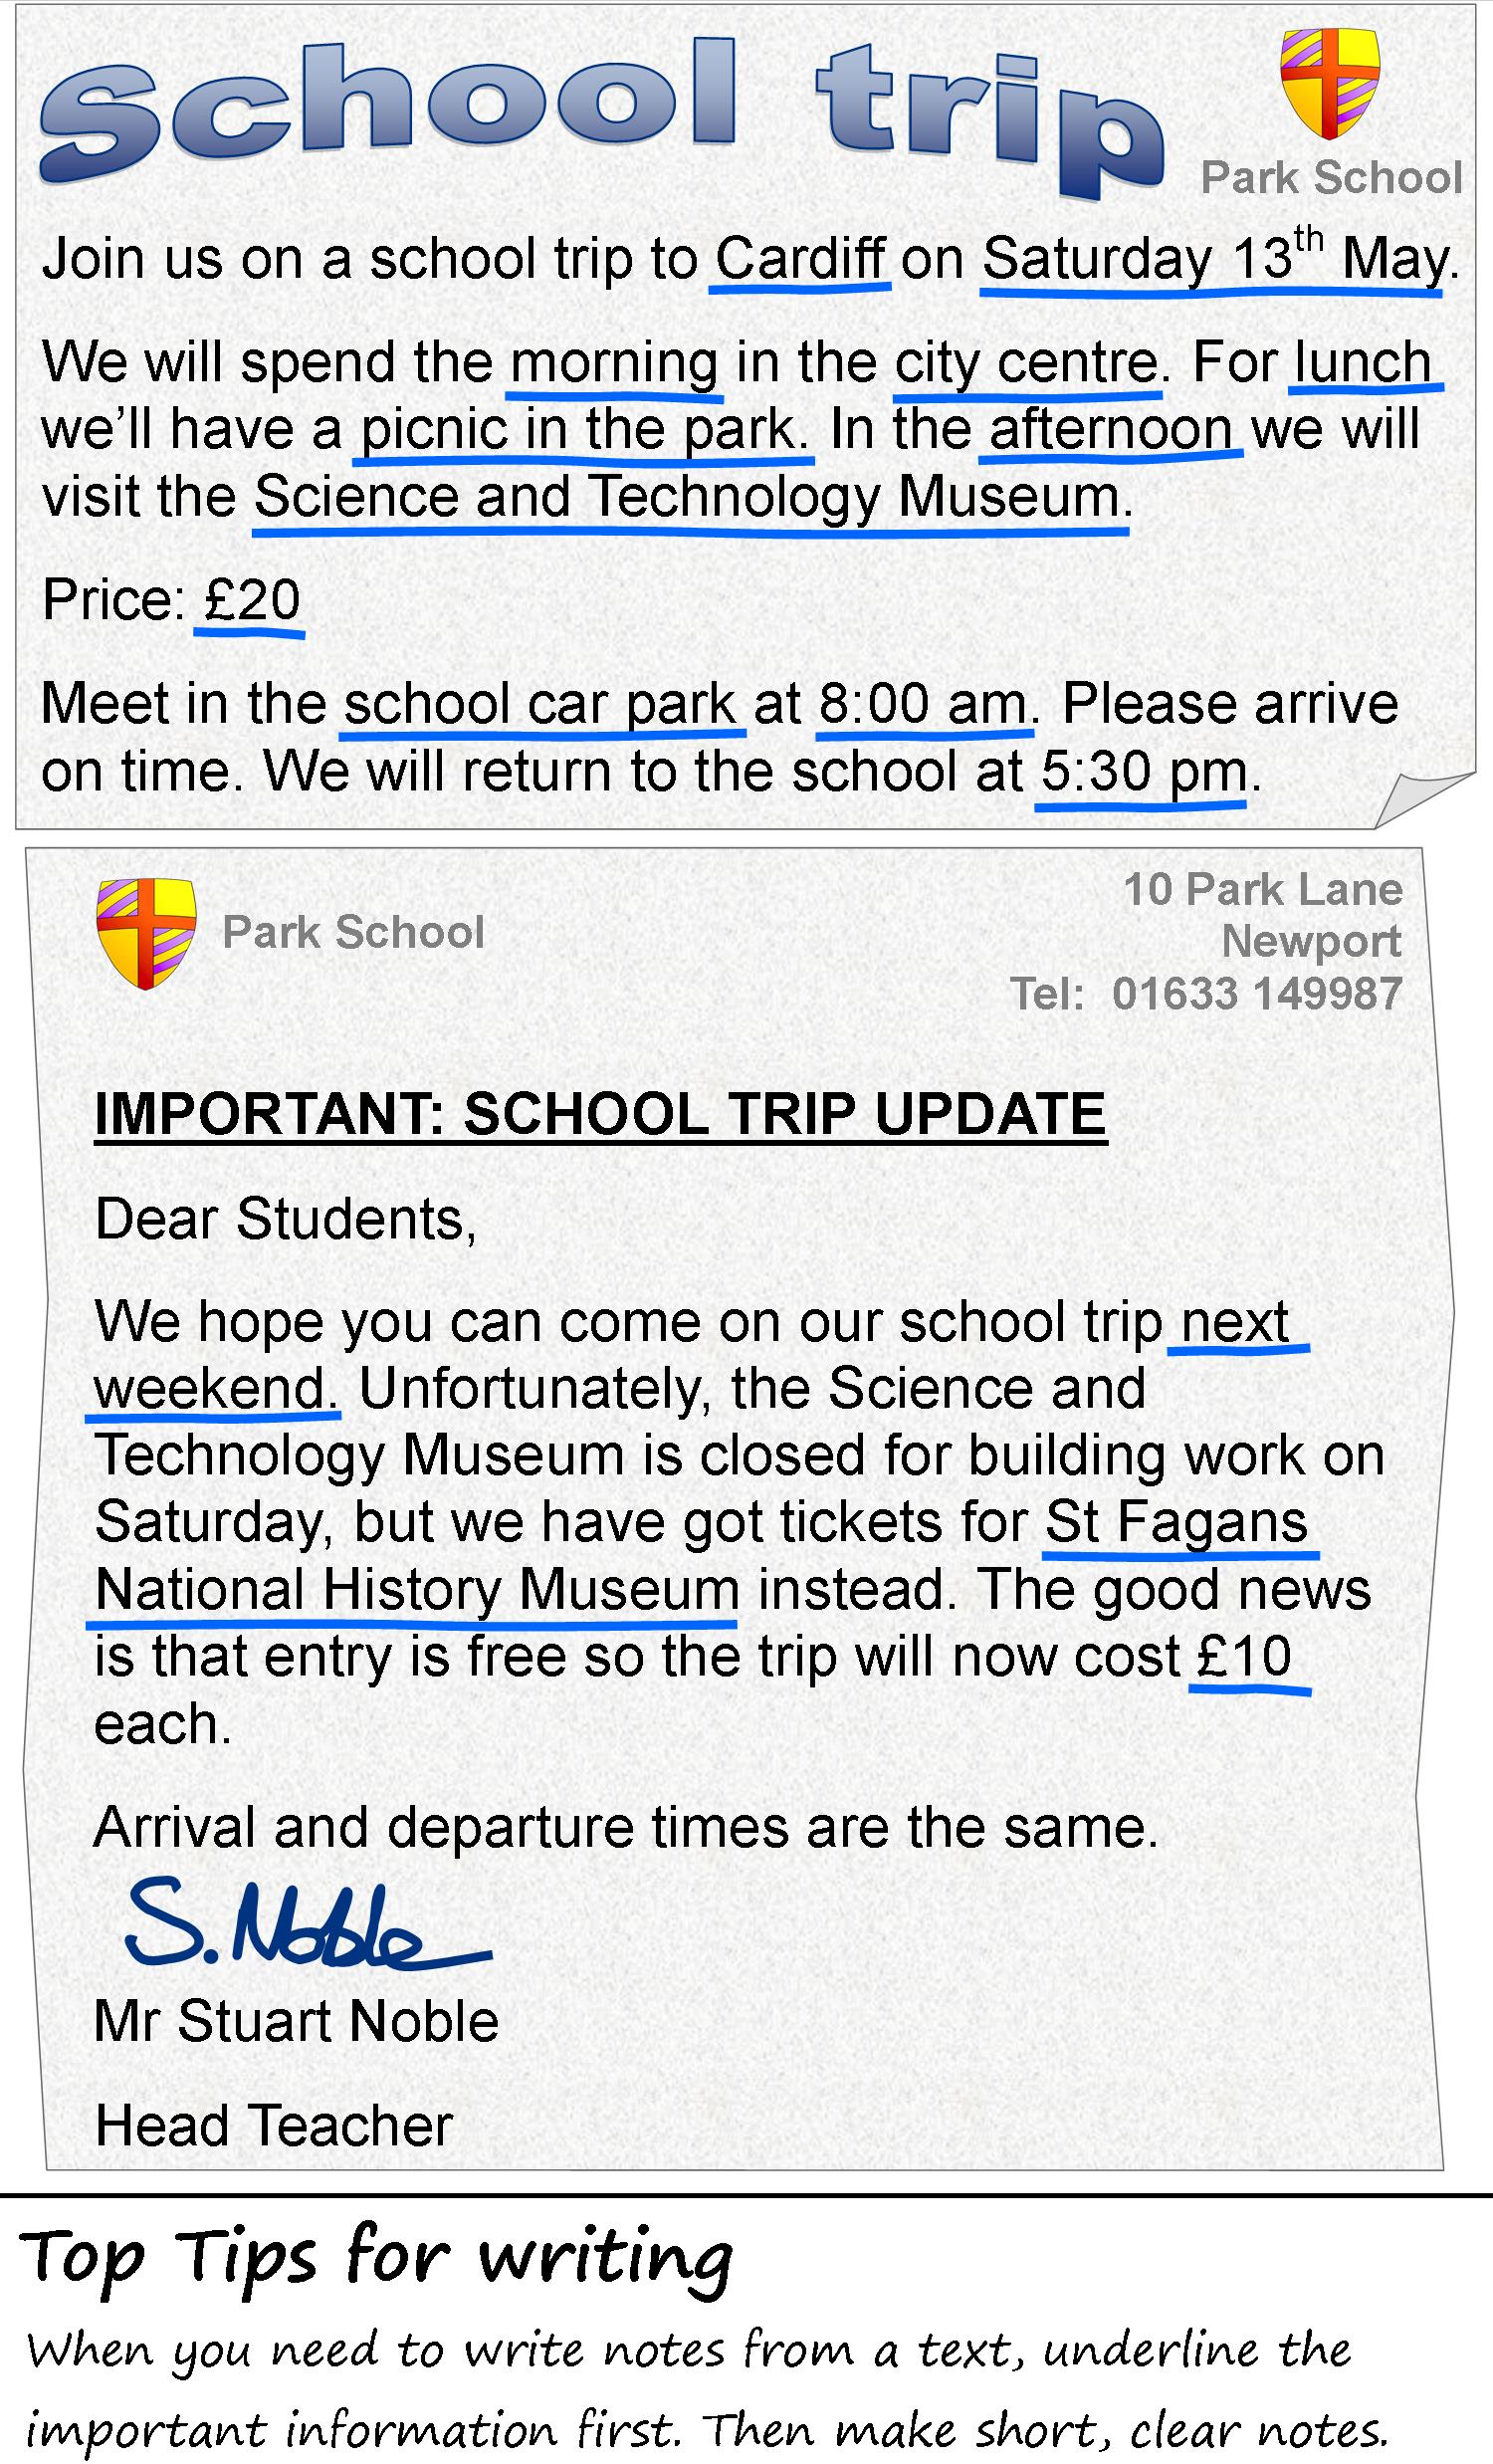 School trip
Park School
Join us on a school trip to Cardiff on Saturday 13th May.
We will spend the morning in the city centre. For lunch
we’ll have a picnic in the park. In the afternoon we will
visit the Science and Technology Museum.
Price: £20
Meet in the school car park at 8:00 am. Please arrive
on time. We will return to the school at 5:30 pm.
Park School
10 Park Lane
Newport
Tel: 01633 149987
IMPORTANT: SCHOOL TRIP UPDATE
Dear Students,
We hope you can come on our school trip next
weekend. Unfortunately, the Science and
Technology Museum is closed for building work on
Saturday, but we have got tickets for St Fagans
National History Museum instead. The good news
is that entry is free so the trip will now cost £10
each.
Arrival and departure times are the same.
S. Noble
Mr Stuart Noble
Head Teacher
Top Tips for writing
When you need to write notes from a text, underline the
important information first. Then make short, clear notes.